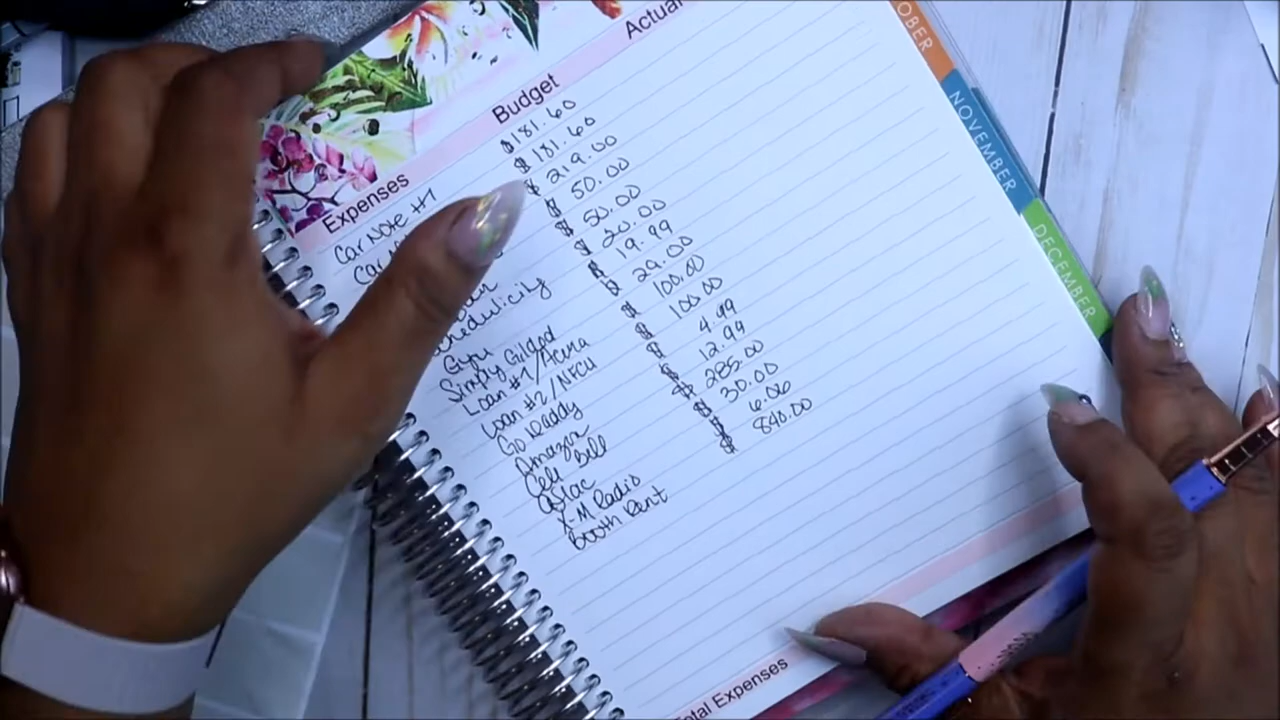 Expenses Budget Actual
Car Note #1 $181.60
Car $181.60
$219.00
$50.00
$50.00
$20.00
Gym $19.99
Simply Gilded $29.00
Loan #1/Acima $100.00
Loan #2/NFCU $100.00
Go Daddy $4.99
Amazon $12.99
Cell Bill $285.00
Aflac $30.00
X-M Radio $6.06
Booth Rent $840.00
Total Expenses
OBER
NOVEMBER
DECEMBER